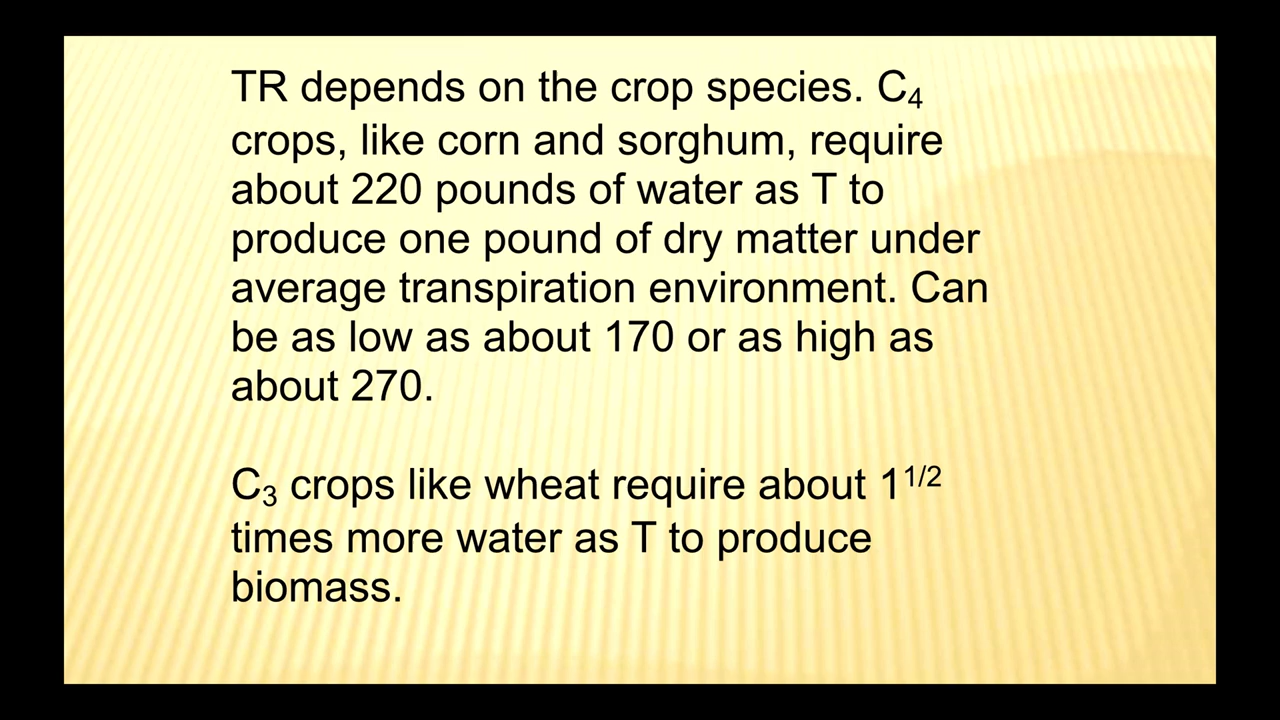 TR depends on the crop species. C₄
crops, like corn and sorghum, require
about 220 pounds of water as T to
produce one pound of dry matter under
average transpiration environment. Can
be as low as about 170 or as high as
about 270.
C₃ crops like wheat require about 1¹/²
times more water as T to produce
biomass.